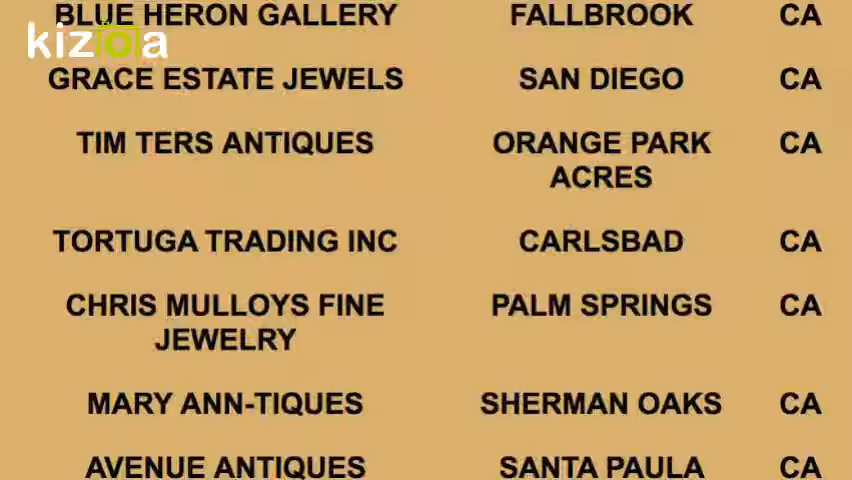 BLUE HERON GALLERY FALLBROOK CA
kizoa
GRACE ESTATE JEWELS SAN DIEGO CA
TIM TERS ANTIQUES ORANGE PARK CA
ACRES
TORTUGA TRADING INC CARLSBAD CA
CHRIS MULLOYS FINE PALM SPRINGS CA
JEWELRY
MARY ANN-TIQUES SHERMAN OAKS CA
AVENUE ANTIQUES SANTA PAULA CA